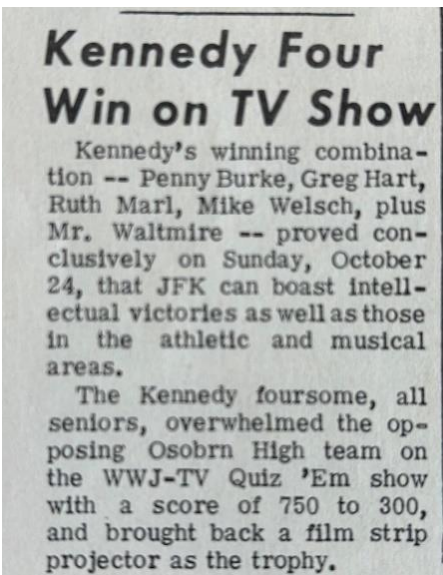 Kennedy Four
Win on TV Show
Kennedy's winning combina-
tion -- Penny Burke, Greg Hart,
Ruth Marl, Mike Welsch, plus
Mr. Waltmire -- proved con-
clusively on Sunday, October
24, that JFK can boast intell-
ectual victories as well as those
in the athletic and musical
areas.
The Kennedy foursome, all
seniors, overwhelmed the op-
posing Osobrn High team on
the WWJ-TV Quiz 'Em show
with a score of 750 to 300,
and brought back a film strip
projector as the trophy.